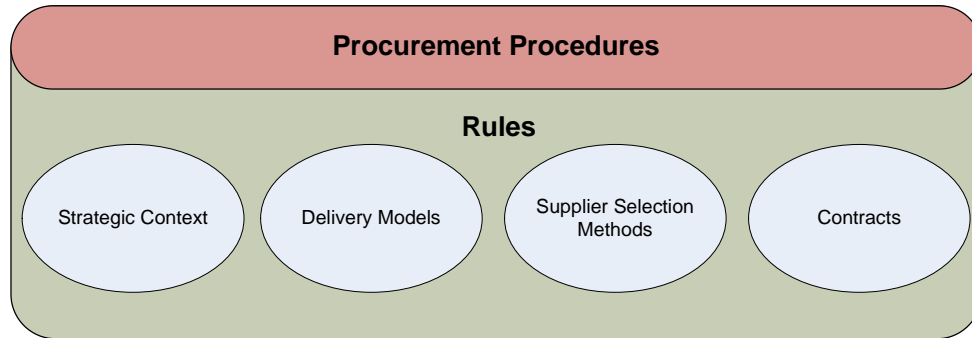 Procurement Procedures
Rules
Strategic Context
Delivery Models
Supplier Selection
Methods
Contracts